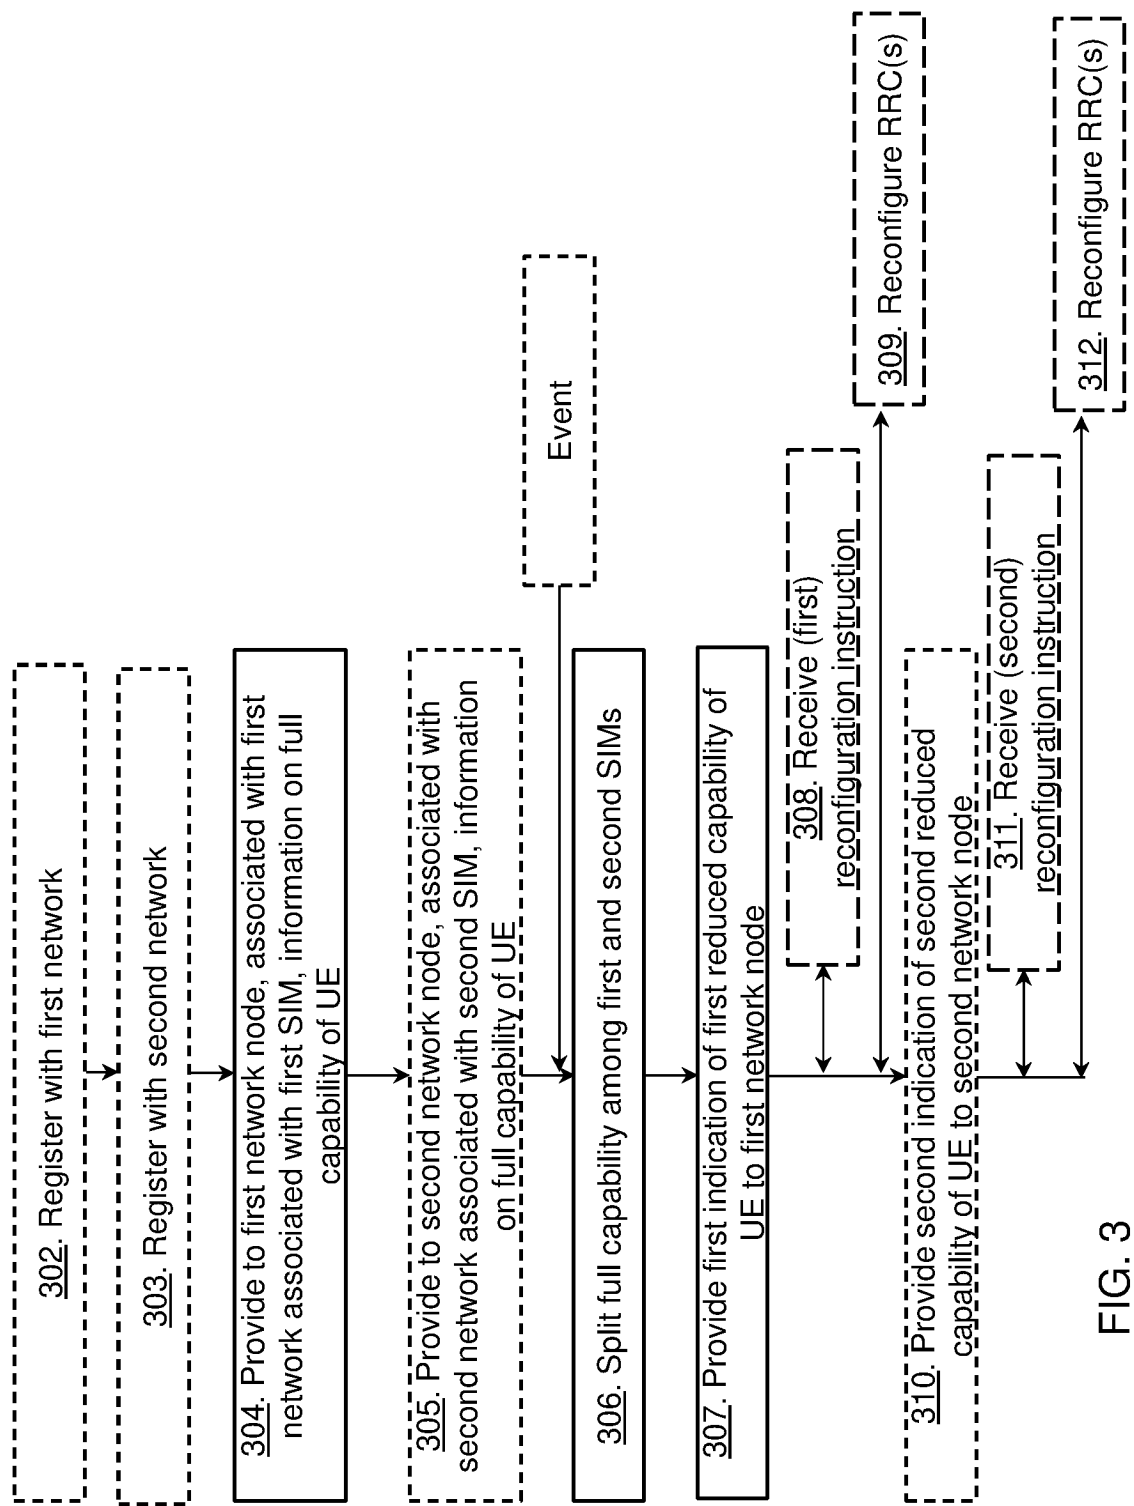 302. Register with first network
303. Register with second network
304. Provide to first network node, associated with first
network associated with first SIM, information on full
capability of UE
305. Provide to second network node, associated with
second network associated with second SIM, information
on full capability of UE
Event
306. Split full capability among first and second SIMs
307. Provide first indication of first reduced capability of
UE to first network node
308. Receive (first)
reconfiguration instruction
309. Reconfigure RRC(s)
310. Provide second indication of second reduced
capability of UE to second network node
311. Receive (second)
reconfiguration instruction
312. Reconfigure RRC(s)
FIG. 3